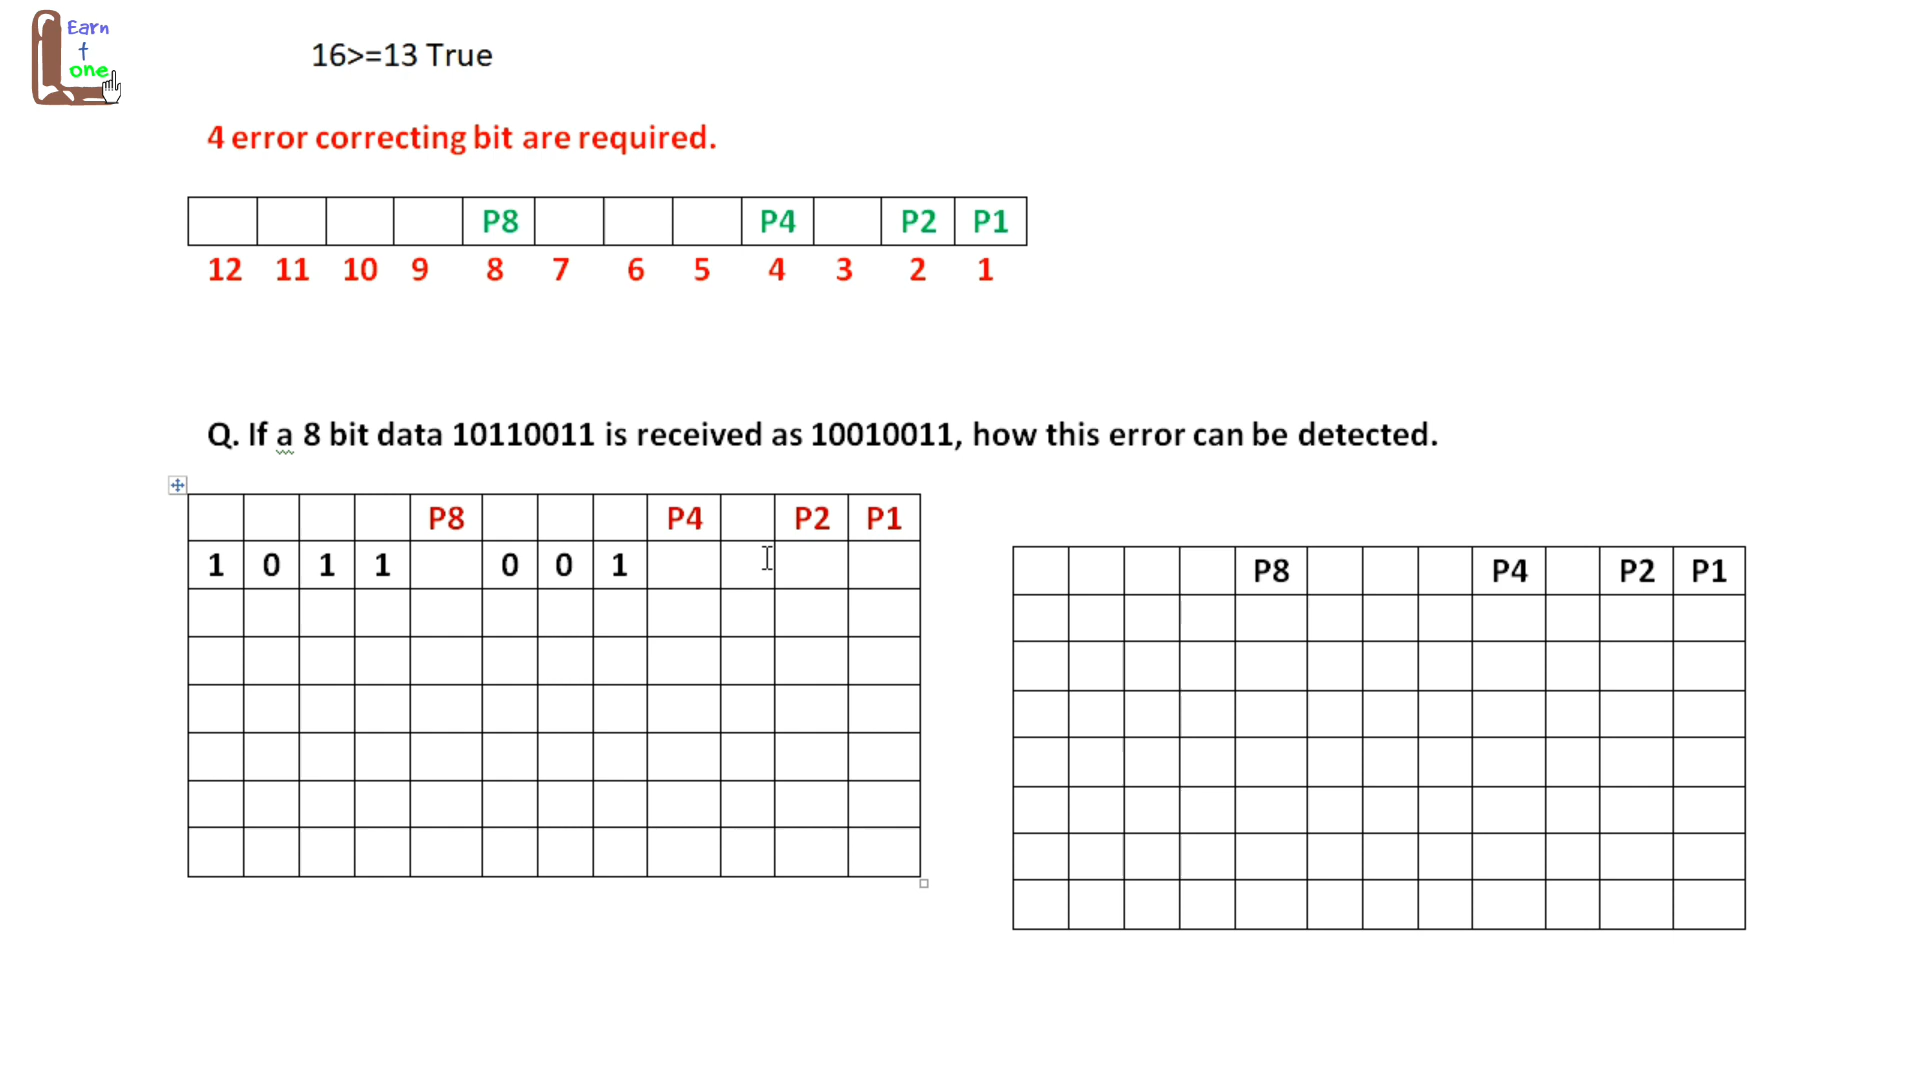 Earn
t
one
16>=13 True
4 error correcting bit are required.
P8 P4 P2 P1
12 11 10 9 8 7 6 5 4 3 2 1
Q. If a 8 bit data 10110011 is received as 10010011, how this error can be detected.
P8 P4 P2 P1
1 0 1 1 0 0 1
P8 P4 P2 P1